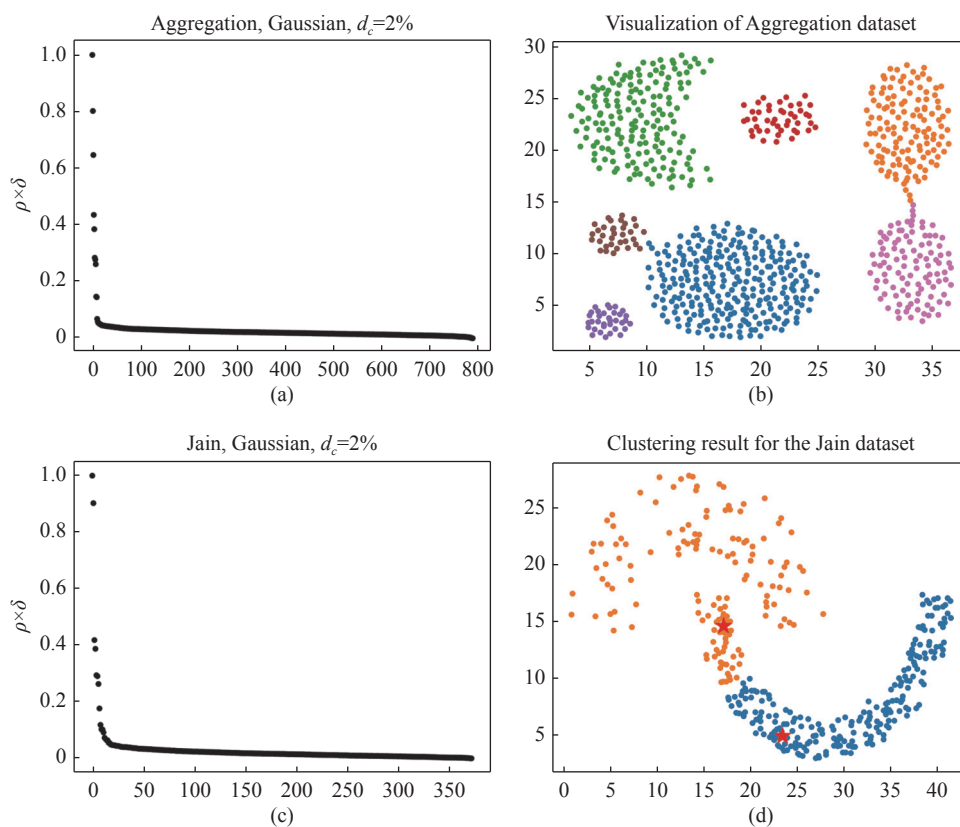 Aggregation, Gaussian, d_c=2%
1.0
0.8
0.6
0.4
0.2
0
ρ×δ
0 100 200 300 400 500 600 700 800
(a)
Visualization of Aggregation dataset
30
25
20
15
10
5
5 10 15 20 25 30 35
(b)
Jain, Gaussian, d_c=2%
1.0
0.8
0.6
0.4
0.2
0
ρ×δ
0 50 100 150 200 250 300 350
(c)
Clustering result for the Jain dataset
25
20
15
10
5
0 5 10 15 20 25 30 35 40
(d)